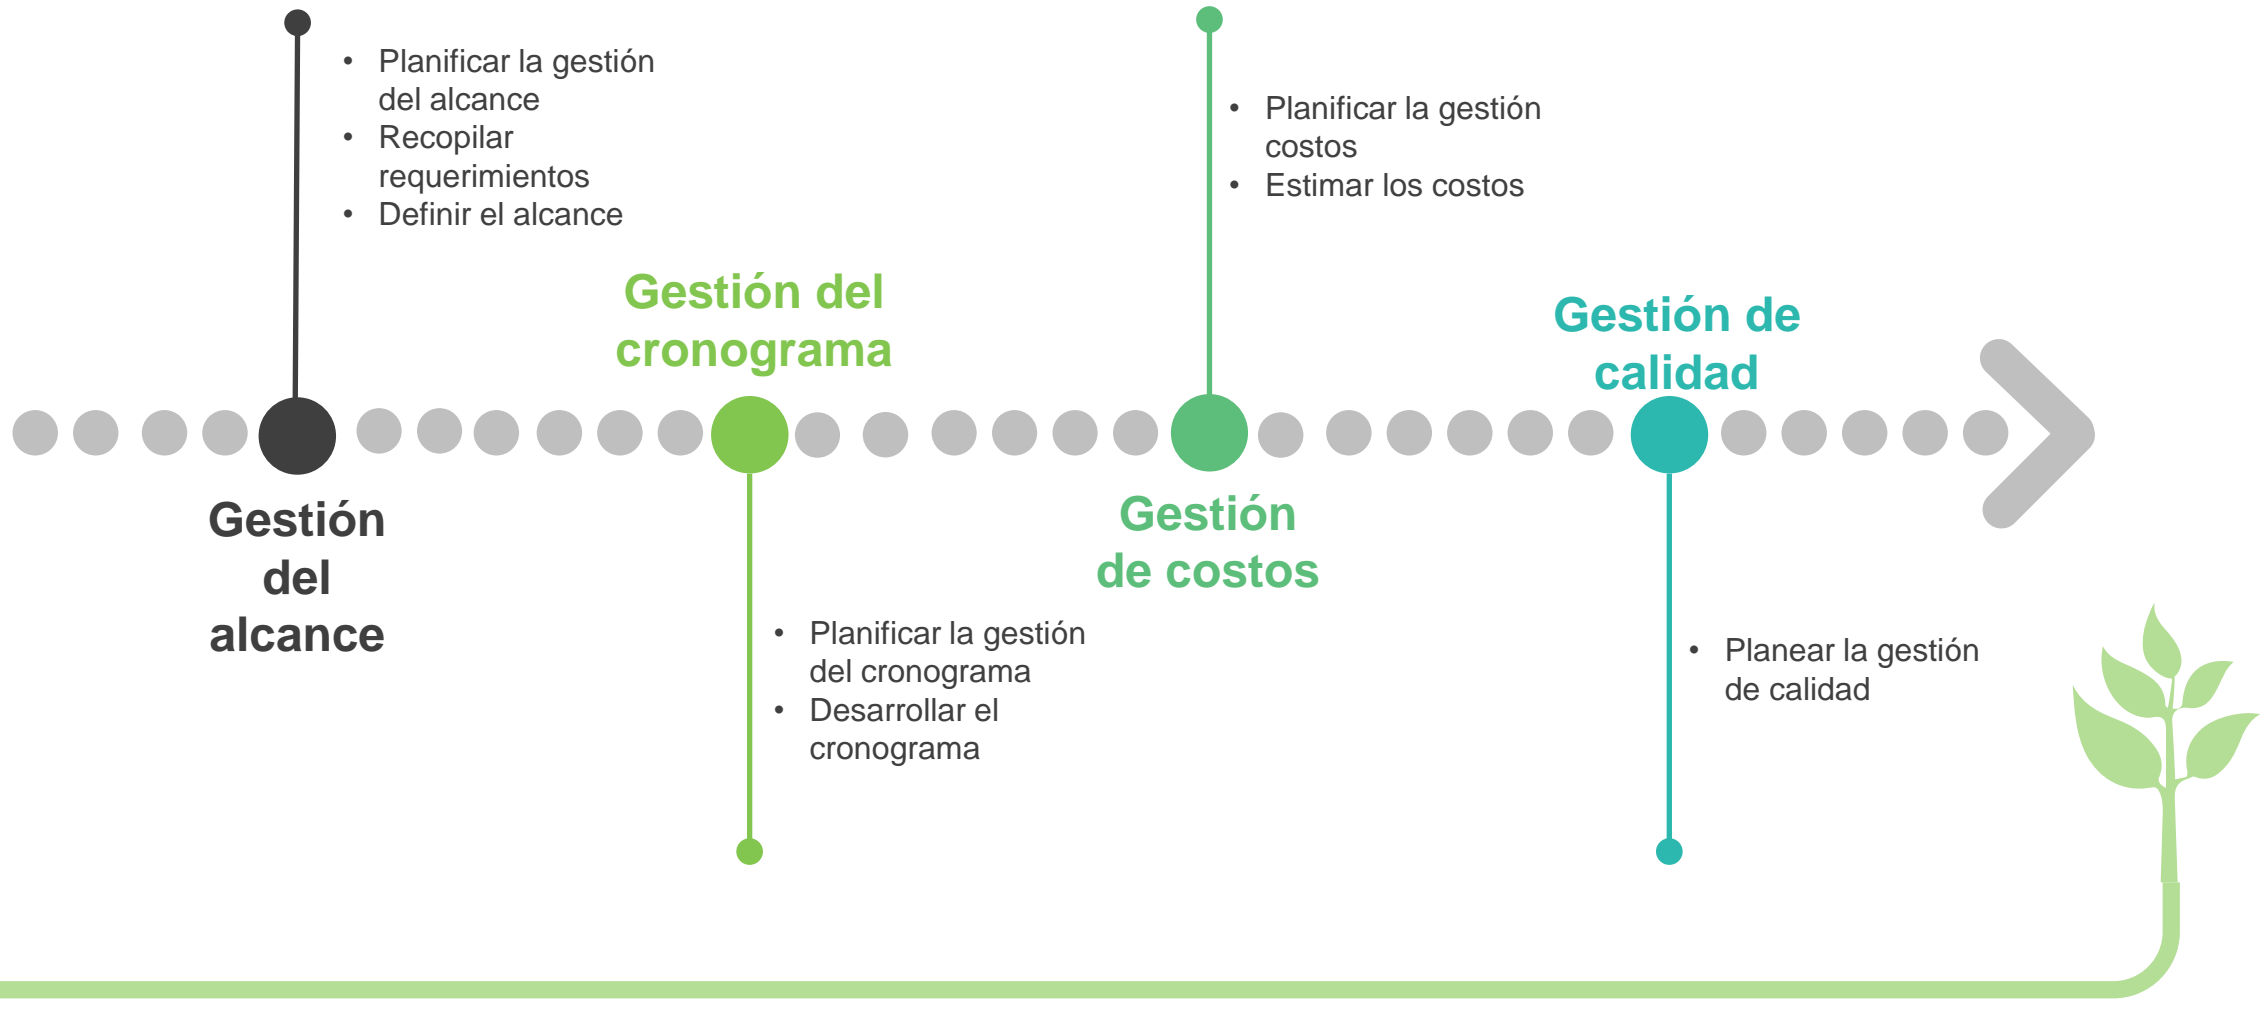 • Planificar la gestión
del alcance
• Recopilar
requerimientos
• Definir el alcance
Gestión
del
alcance
Gestión del
cronograma
• Planificar la gestión
del cronograma
• Desarrollar el
cronograma
• Planificar la gestión
costos
• Estimar los costos
Gestión
de costos
Gestión de
calidad
• Planear la gestión
de calidad